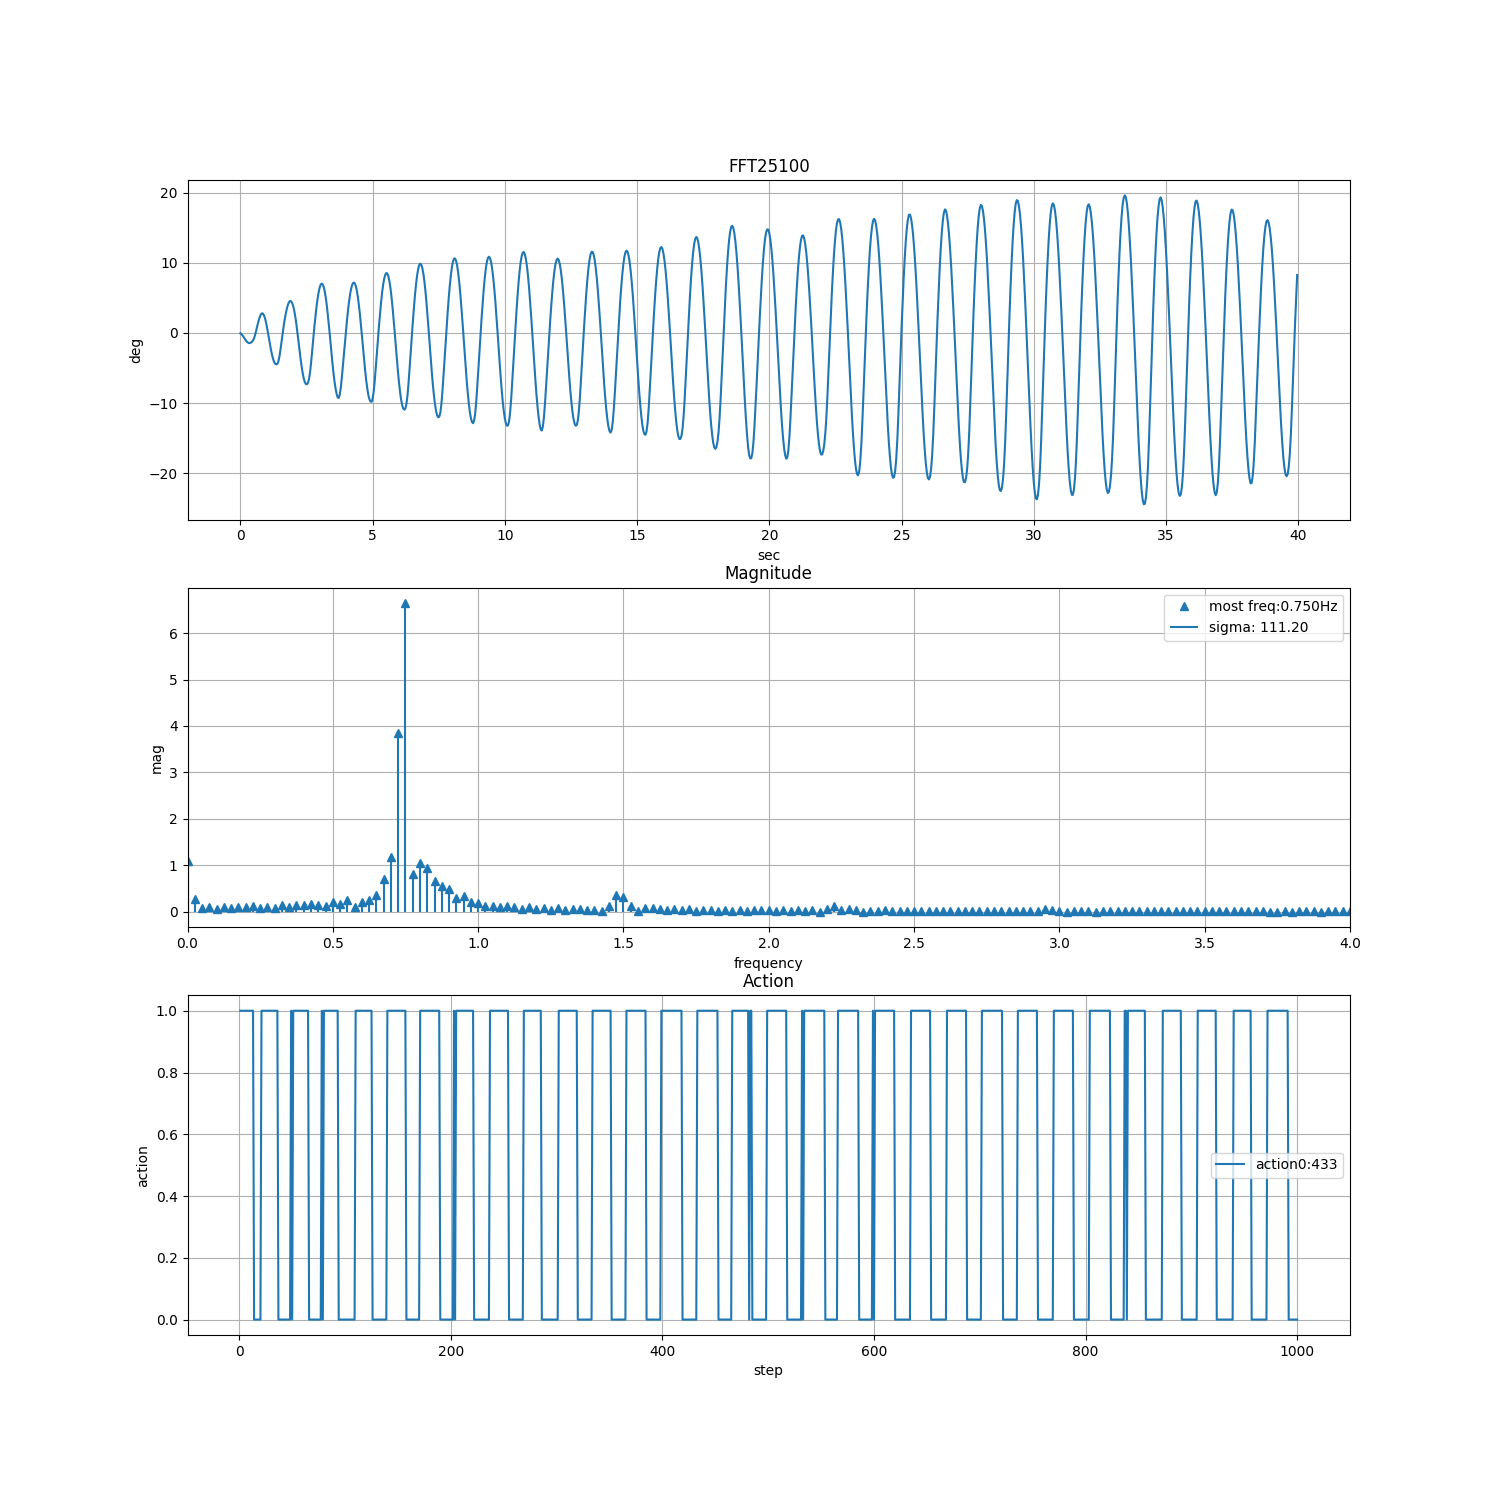 FFT25100
20
10
0
−10
−20
deg
0 5 10 15 20 25 30 35 40
sec
Magnitude
most freq:0.750Hz
sigma: 111.20
6
5
4
3
2
1
0
mag
0.0 0.5 1.0 1.5 2.0 2.5 3.0 3.5 4.0
frequency
Action
1.0
0.8
0.6
0.4
0.2
0.0
action
action0:433
0 200 400 600 800 1000
step